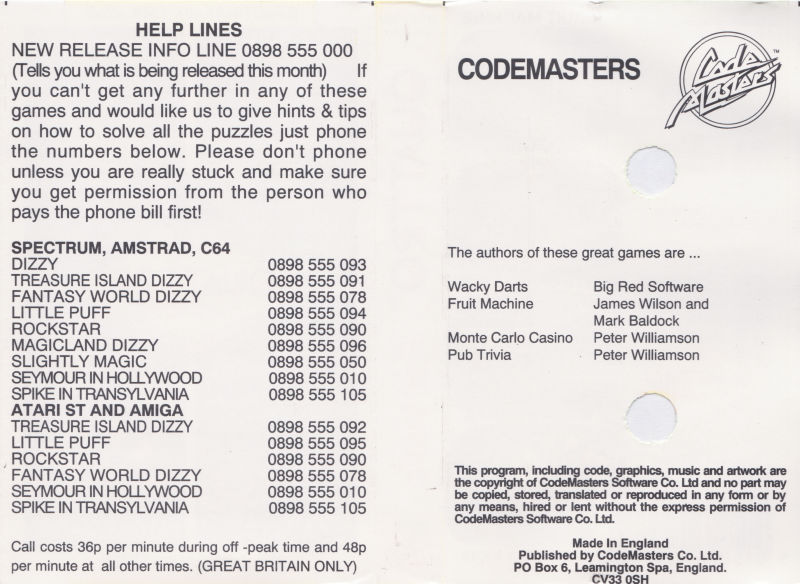 HELP LINES
NEW RELEASE INFO LINE 0898 555 000
(Tells you what is being released this month) If
you can't get any further in any of these
games and would like us to give hints & tips
on how to solve all the puzzles just phone
the numbers below. Please don't phone
unless you are really stuck and make sure
you get permission from the person who
pays the phone bill first!
SPECTRUM, AMSTRAD, C64
DIZZY 0898 555 093
TREASURE ISLAND DIZZY 0898 555 091
FANTASY WORLD DIZZY 0898 555 078
LITTLE PUFF 0898 555 094
ROCKSTAR 0898 555 090
MAGICLAND DIZZY 0898 555 096
SLIGHTLY MAGIC 0898 555 050
SEYMOUR IN HOLLYWOOD 0898 555 010
SPIKE IN TRANSYLVANIA 0898 555 105
ATARI ST AND AMIGA
TREASURE ISLAND DIZZY 0898 555 092
LITTLE PUFF 0898 555 095
ROCKSTAR 0898 555 090
FANTASY WORLD DIZZY 0898 555 078
SEYMOUR IN HOLLYWOOD 0898 555 010
SPIKE IN TRANSYLVANIA 0898 555 105
Call costs 36p per minute during off -peak time and 48p
per minute at all other times. (GREAT BRITAIN ONLY)
CODEMASTERS
Code
Masters
TM
The authors of these great games are ...
Wacky Darts Big Red Software
Fruit Machine James Wilson and
Mark Baldock
Monte Carlo Casino Peter Williamson
Pub Trivia Peter Williamson
This program, including code, graphics, music and artwork are
the copyright of CodeMasters Software Co. Ltd and no part may
be copied, stored, translated or reproduced in any form or by
any means, hired or lent without the express permission of
CodeMasters Software Co. Ltd.
Made In England
Published by CodeMasters Co. Ltd.
PO Box 6, Leamington Spa, England.
CV33 0SH